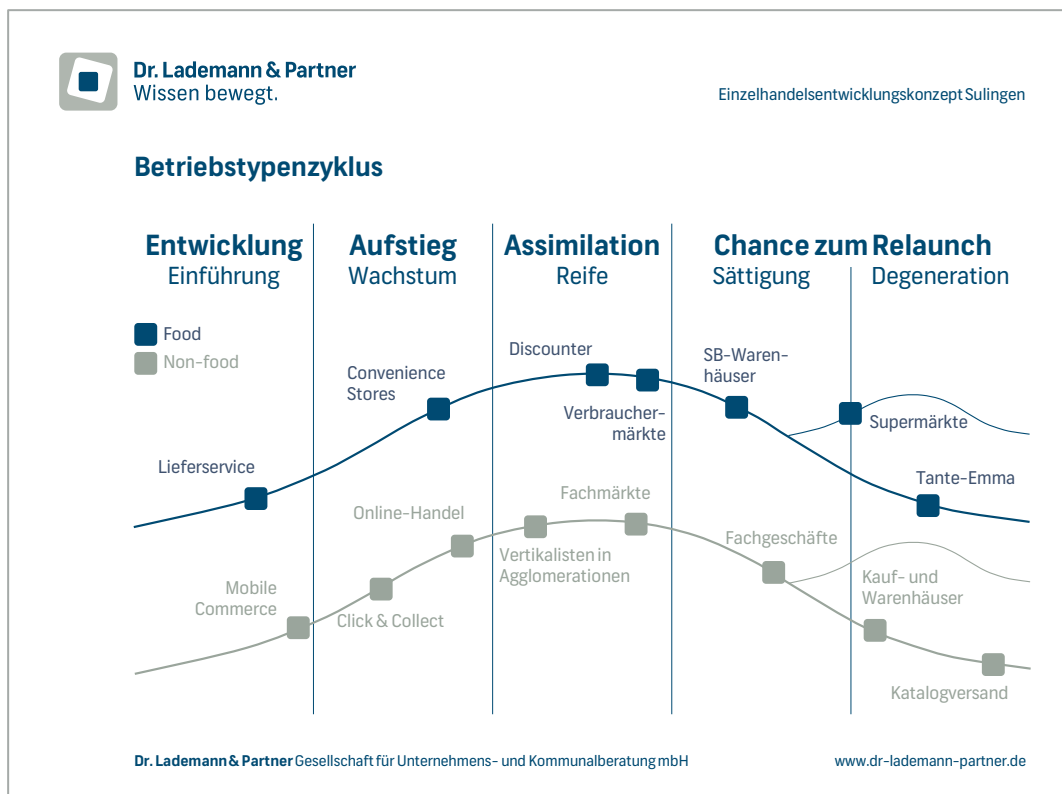 Dr. Lademann & Partner
Wissen bewegt.
Einzelhandelsentwicklungskonzept Sulingen
Betriebstypenzyklus
Entwicklung
Einführung
Aufstieg
Wachstum
Assimilation
Reife
Chance zum Relaunch
Sättigung
Degeneration
Food
Non-food
Lieferservice
Convenience
Stores
Discounter
Verbraucher-
märkte
SB-Waren-
häuser
Supermärkte
Tante-Emma
Mobile
Commerce
Click & Collect
Online-Handel
Vertikalisten in
Agglomerationen
Fachmärkte
Fachgeschäfte
Kauf- und
Warenhäuser
Katalogversand
Dr. Lademann & Partner Gesellschaft für Unternehmens- und Kommunalberatung mbH
www.dr-lademann-partner.de